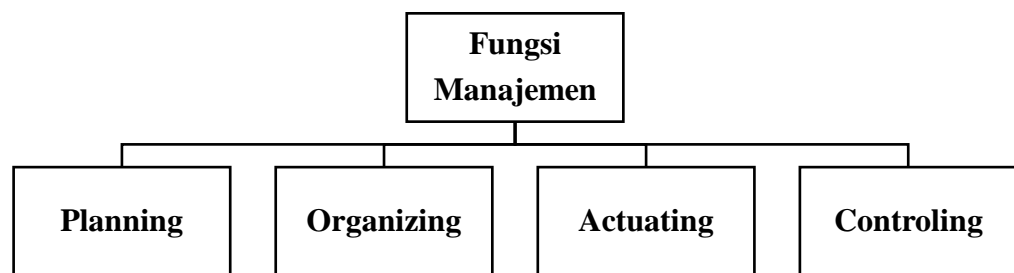 Fungsi
Manajemen
Planning
Organizing
Actuating
Controling